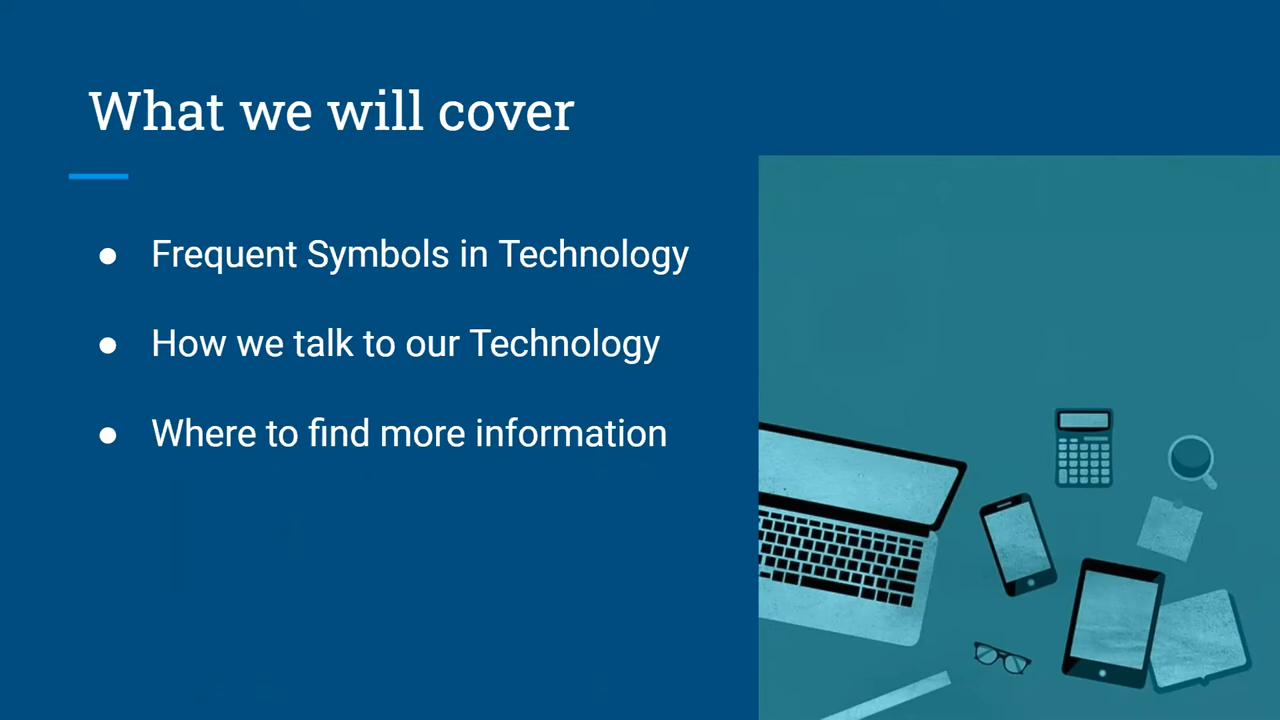 What we will cover
● Frequent Symbols in Technology
● How we talk to our Technology
● Where to find more information